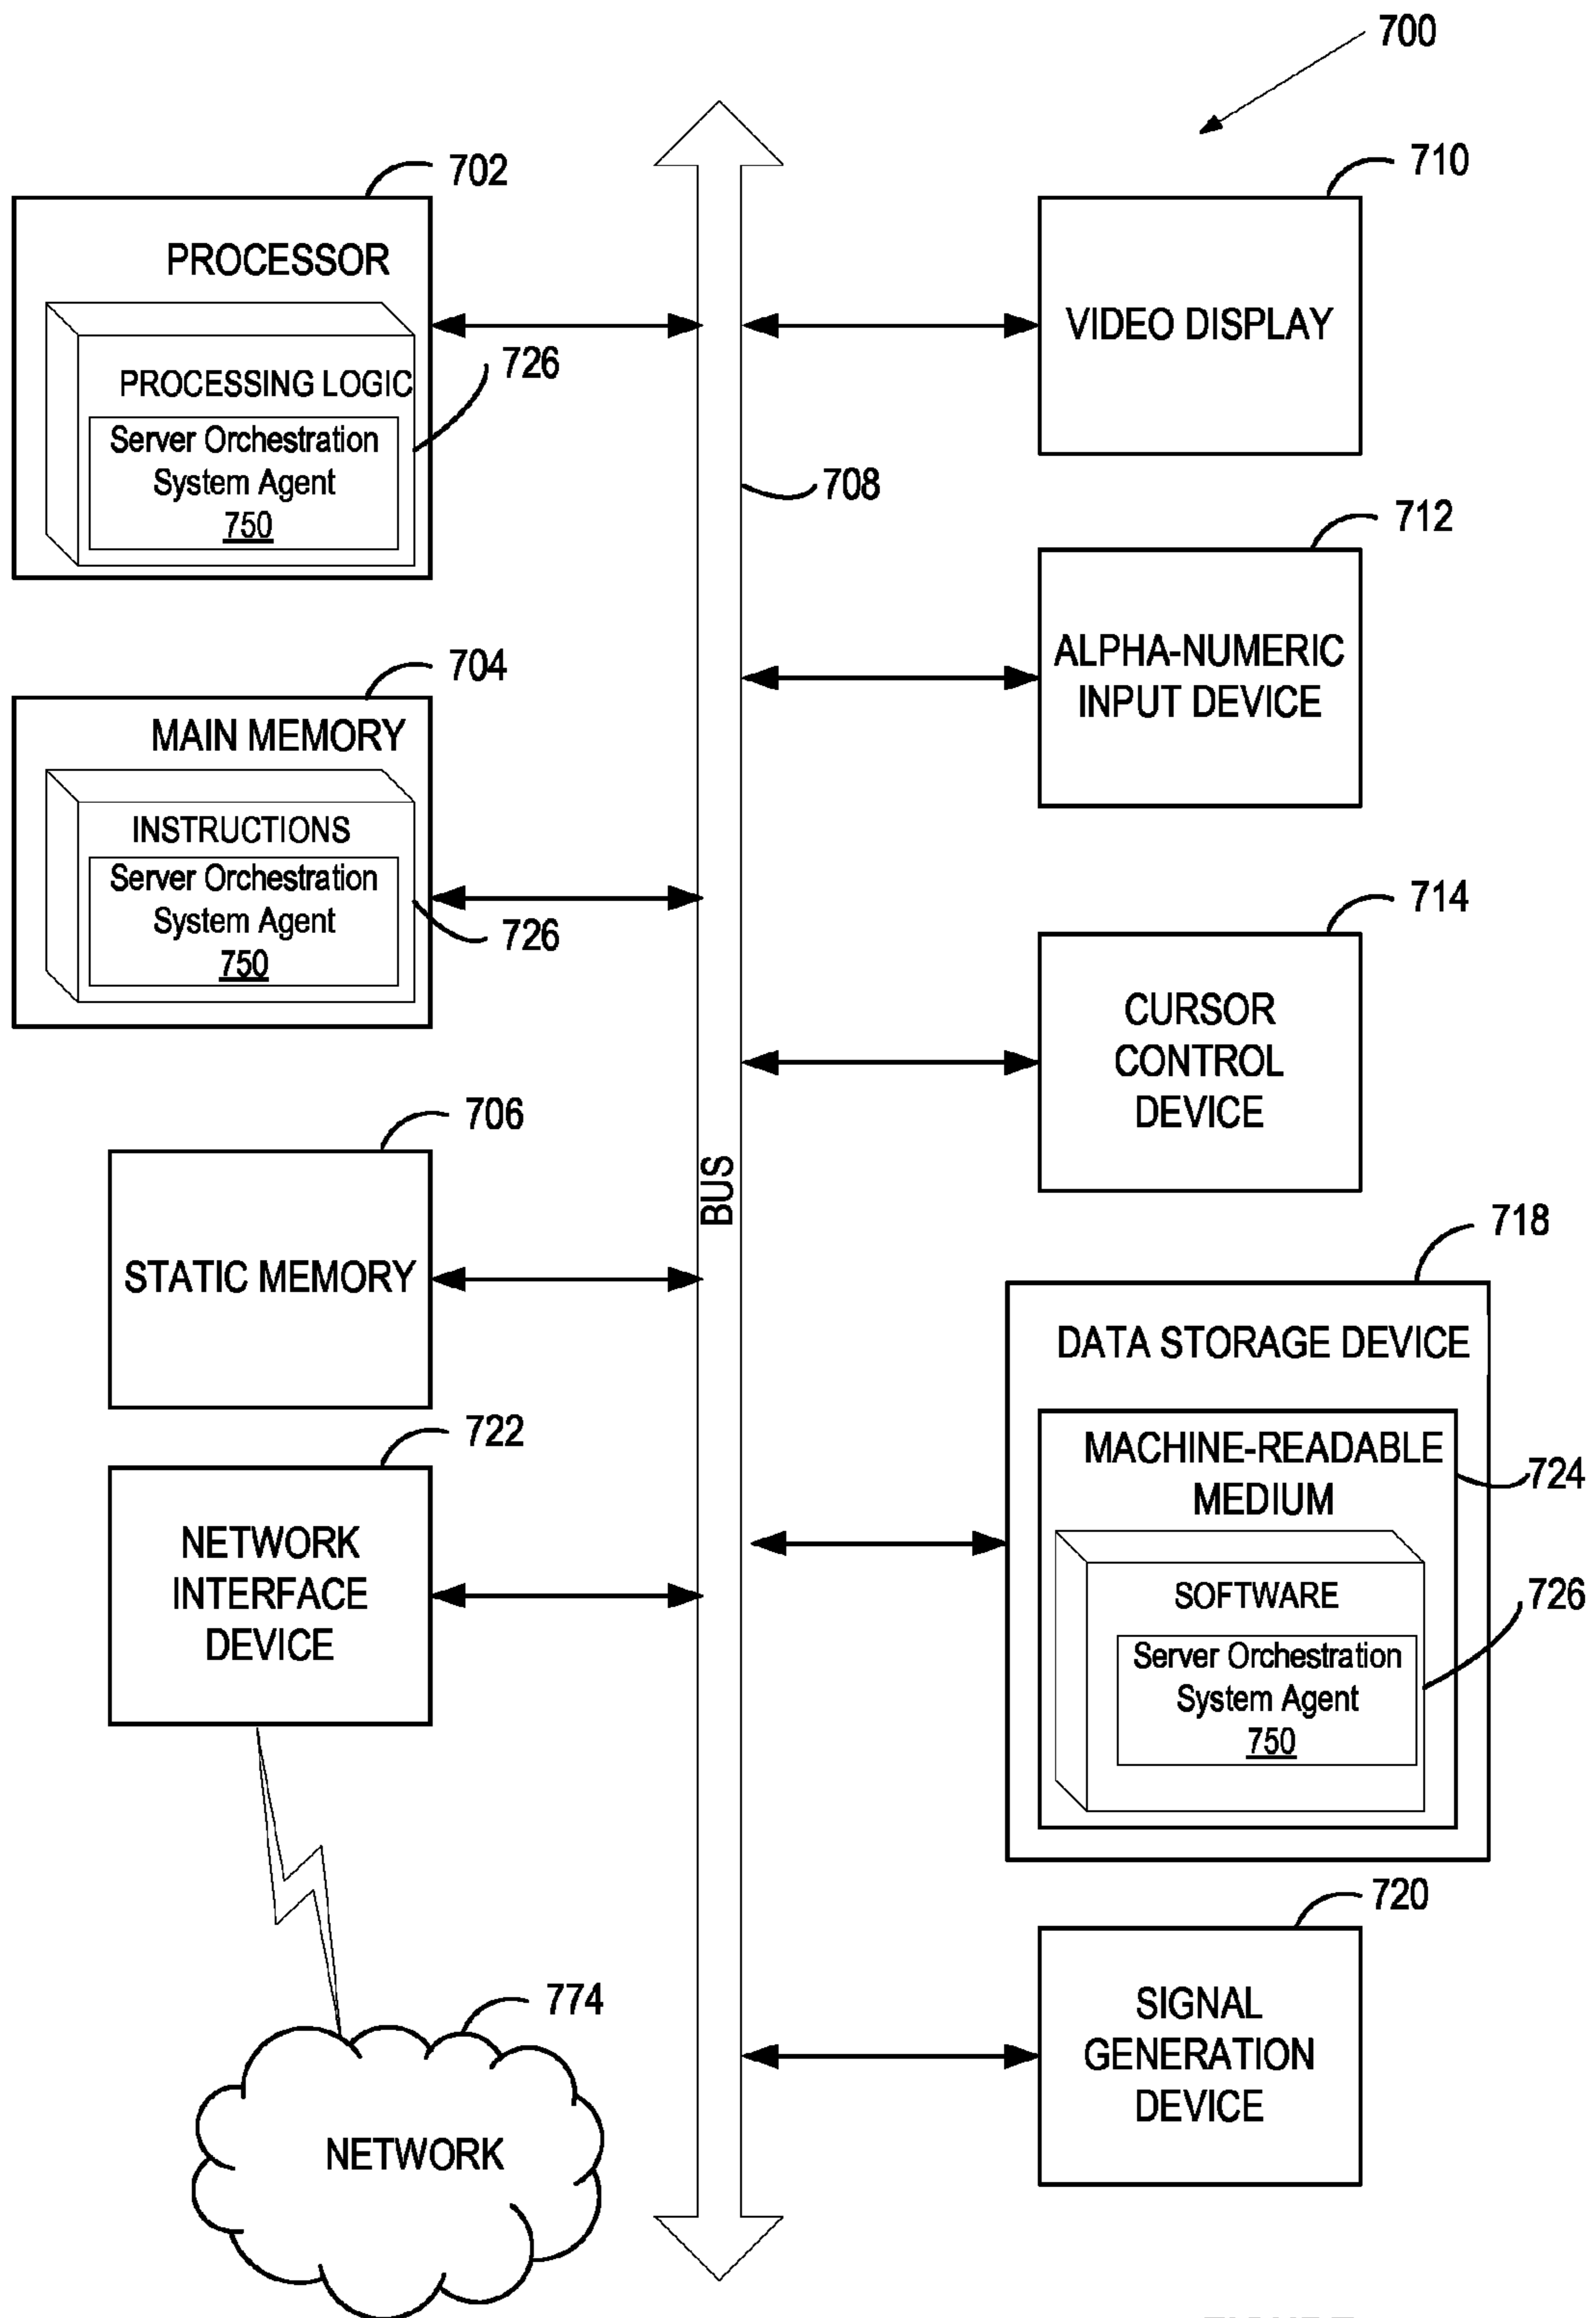 700
702
PROCESSOR
PROCESSING LOGIC
726
Server Orchestration
System Agent
750
704
MAIN MEMORY
INSTRUCTIONS
Server Orchestration
System Agent
750
726
706
STATIC MEMORY
722
NETWORK
INTERFACE
DEVICE
774
NETWORK
708
BUS
710
VIDEO DISPLAY
712
ALPHA-NUMERIC
INPUT DEVICE
714
CURSOR
CONTROL
DEVICE
718
DATA STORAGE DEVICE
MACHINE-READABLE
MEDIUM
724
SOFTWARE
726
Server Orchestration
System Agent
750
720
SIGNAL
GENERATION
DEVICE